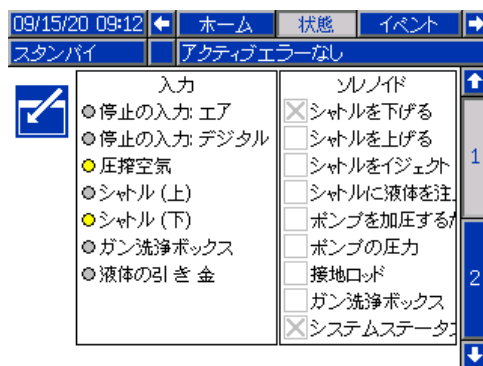 09/15/20 09:12 ホーム 状態 イベント
スタンバイ アクティブエラーなし
入力
停止の入力: エア
停止の入力: デジタル
圧搾空気
シャトル (上)
シャトル (下)
ガン洗浄ボックス
液体の引き金
ソレノイド
シャトルを下げる
シャトルを上げる
シャトルをイジェクト
シャトルに液体を注
ポンプを加圧する
ポンプの圧力
接地ロッド
ガン洗浄ボックス
システムステータ
1
2